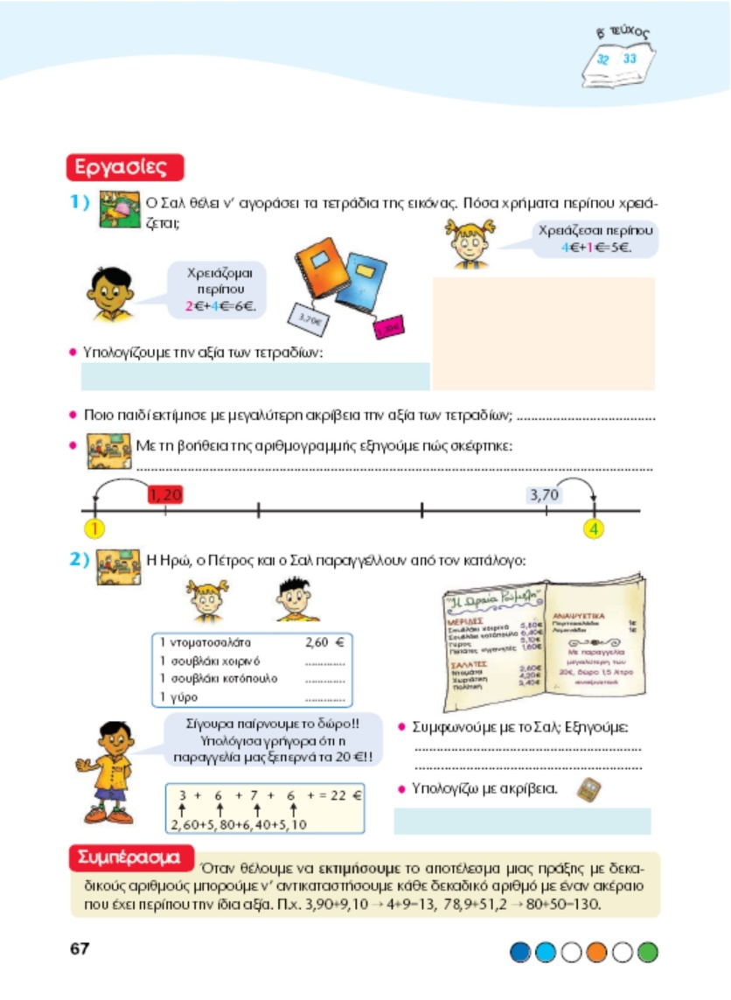 β΄ τεύχος
32 33
Εργασίες
1) Ο Σαλ θέλει ν' αγοράσει τα τετράδια της εικόνας. Πόσα χρήματα περίπου χρειά-
ζεται;
Χρειάζεσαι περίπου
4€+1€=5€.
Χρειάζομαι
περίπου
2€+4€=6€.
3,70€
1,20€
• Υπολογίζουμε την αξία των τετραδίων:
• Ποιο παιδί εκτίμησε με μεγαλύτερη ακρίβεια την αξία των τετραδίων; ........................................
• Με τη βοήθεια της αριθμογραμμής εξηγούμε πώς σκέφτηκε:
1,20 3,70
1 4
2) Η Ηρώ, ο Πέτρος και ο Σαλ παραγγέλλουν από τον κατάλογο:
1 ντοματοσαλάτα 2,60 €
1 σουβλάκι χοιρινό .............
1 σουβλάκι κοτόπουλο .............
1 γύρο .............
"Η Ωραία Ρούμελη"
ΜΕΡΙΔΕΣ
Σουβλάκι χοιρινό 5,80€
Σουβλάκι κοτόπουλο 6,40€
Γύρος 5,10€
Πατάτες τηγανητές 1,60€
ΣΑΛΑΤΕΣ
Ντομάτα 2,60€
Χωριάτικη 4,20€
Πολίτικη 3,40€
ΑΝΑΨΥΚΤΙΚΑ
Πορτοκαλάδα 1€
Λεμονάδα 1€
Με παραγγελία
μεγαλύτερη των
20€, δώρο 1,5 λίτρο
αναψυκτικό
Σίγουρα παίρνουμε το δώρο!!
Υπολόγισα γρήγορα ότι η
παραγγελία μας ξεπερνά τα 20 €!!
3 + 6 + 7 + 6 + = 22 €
2,60+5,80+6,40+5,10
• Συμφωνούμε με το Σαλ; Εξηγούμε:
• Υπολογίζω με ακρίβεια.
Συμπέρασμα
Όταν θέλουμε να εκτιμήσουμε το αποτέλεσμα μιας πράξης με δεκα-
δικούς αριθμούς μπορούμε ν' αντικαταστήσουμε κάθε δεκαδικό αριθμό με έναν ακέραιο
που έχει περίπου την ίδια αξία. Π.χ. 3,90+9,10 → 4+9=13, 78,9+51,2 → 80+50=130.
67